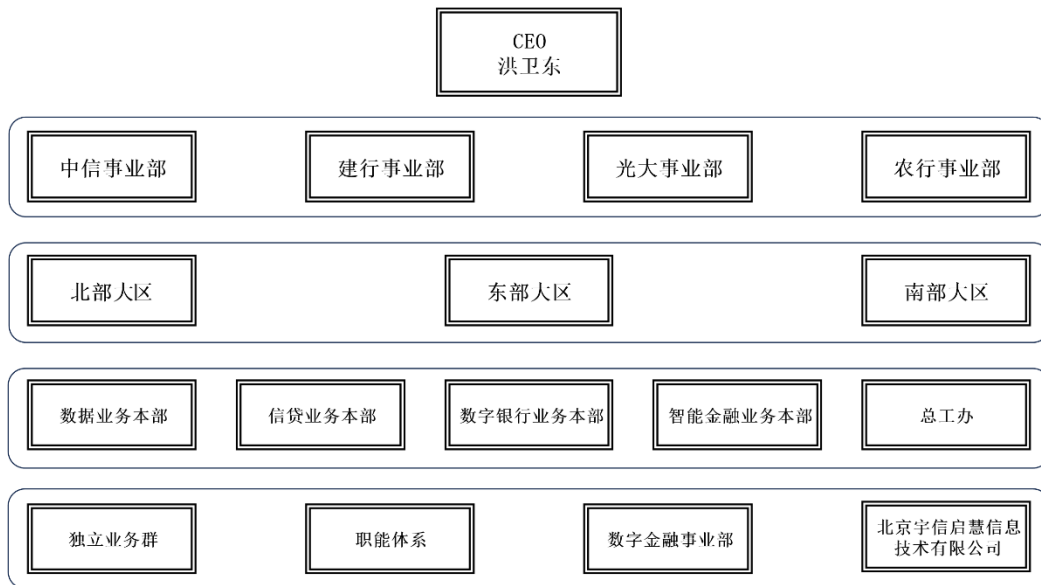 CEO
洪卫东
中信事业部
建行事业部
光大事业部
农行事业部
北部大区
东部大区
南部大区
数据业务本部
信贷业务本部
数字银行业务本部
智能金融业务本部
总工办
独立业务群
职能体系
数字金融事业部
北京宇信启慧信息
技术有限公司